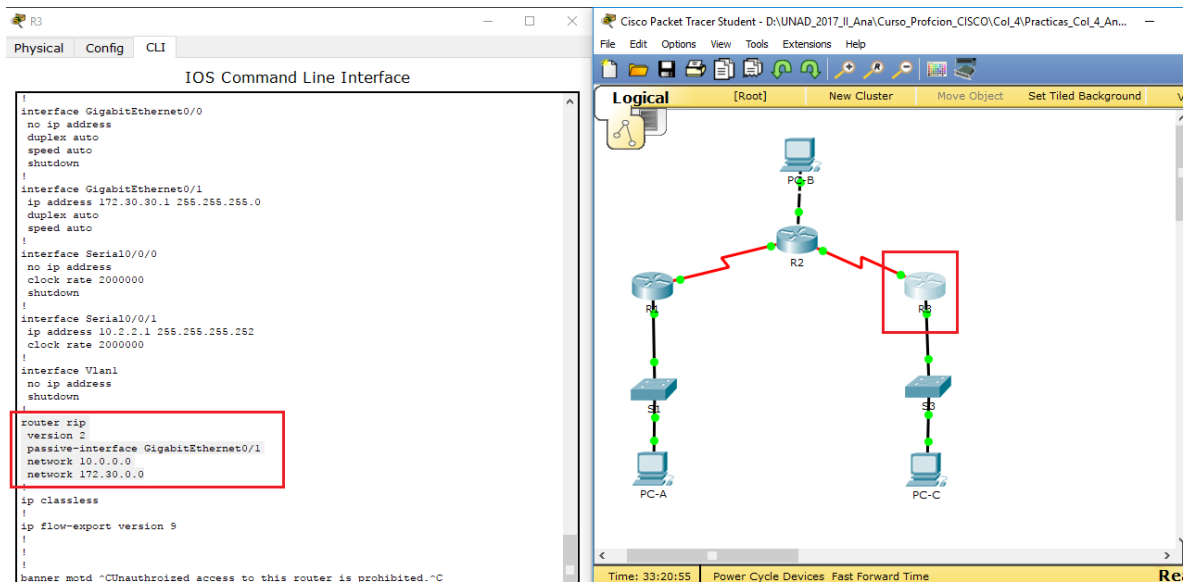 R3
Physical Config CLI
IOS Command Line Interface
!
interface GigabitEthernet0/0
no ip address
duplex auto
speed auto
shutdown
!
interface GigabitEthernet0/1
ip address 172.30.30.1 255.255.255.0
duplex auto
speed auto
!
interface Serial0/0/0
no ip address
clock rate 2000000
shutdown
!
interface Serial0/0/1
ip address 10.2.2.1 255.255.255.252
clock rate 2000000
!
interface Vlan1
no ip address
shutdown
!
router rip
version 2
passive-interface GigabitEthernet0/1
network 10.0.0.0
network 172.30.0.0
!
ip classless
!
ip flow-export version 9
!
!
!
banner motd ^CUnauthroized access to this router is prohibited.^C
Cisco Packet Tracer Student - D:\UNAD_2017_II_Ana\Curso_Profcion_CISCO\Col_4\Practicas_Col_4_An...
File Edit Options View Tools Extensions Help
Logical [Root] New Cluster Move Object Set Tiled Background
PC-B
R2
R1
R3
S1
S3
PC-A
PC-C
Time: 33:20:55 Power Cycle Devices Fast Forward Time